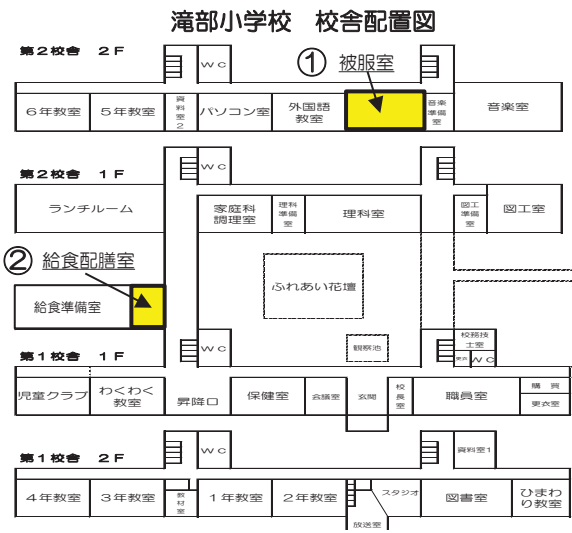 滝部小学校 校舎配置図
第2校舎 2F
WC
① 被服室
6年教室
5年教室
資料室2
パソコン室
外国語教室
音楽準備室
音楽室
第2校舎 1F
WC
ランチルーム
家庭科調理室
理科準備室
理科室
図工準備室
図工室
② 給食配膳室
給食準備室
ふれあい花壇
観察池
校務技士室
更衣
WC
第1校舎 1F
WC
児童クラブ
わくわく教室
昇降口
保健室
会議室
玄関
校長室
職員室
購買
更衣室
第1校舎 2F
WC
資料室1
4年教室
3年教室
教材室
1年教室
2年教室
スタジオ
放送室
図書室
ひまわり教室